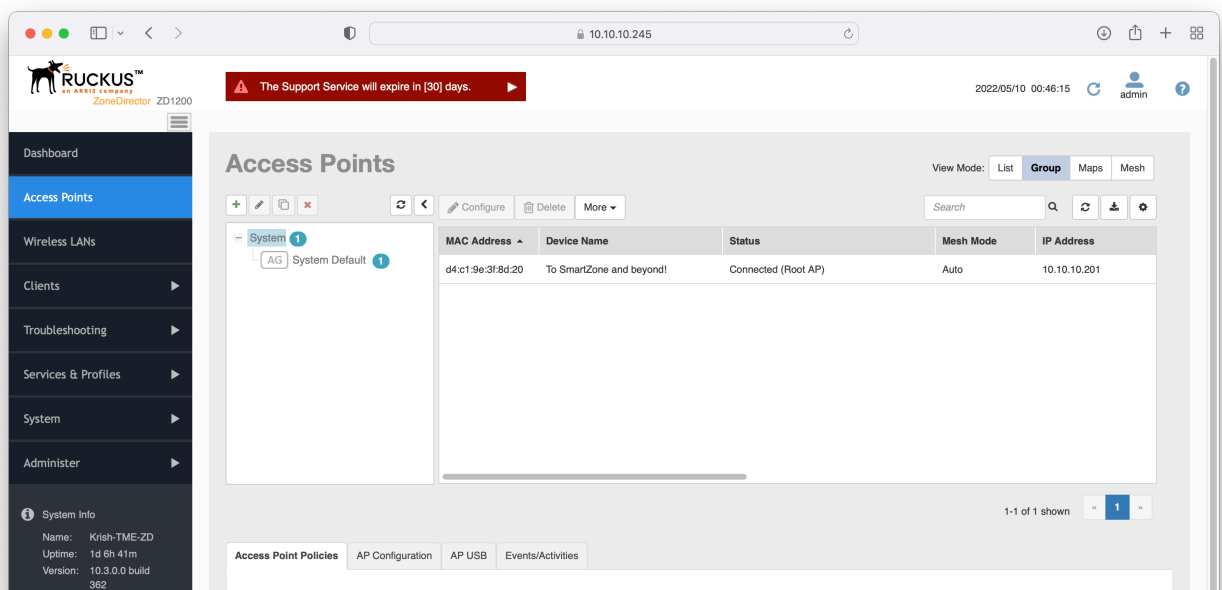 10.10.10.245
RUCKUS™
an ARRIS company
ZoneDirector ZD1200
The Support Service will expire in [30] days.
2022/05/10 00:46:15
admin
?
Dashboard
Access Points
Wireless LANs
Clients
Troubleshooting
Services & Profiles
System
Administer
System Info
Name: Krish-TME-ZD
Uptime: 1d 6h 41m
Version: 10.3.0.0 build
362
Access Points
View Mode: List Group Maps Mesh
Configure Delete More
Search
System 1
AG System Default 1
MAC Address Device Name Status Mesh Mode IP Address
d4:c1:9e:3f:8d:20 To SmartZone and beyond! Connected (Root AP) Auto 10.10.10.201
1-1 of 1 shown « 1 »
Access Point Policies AP Configuration AP USB Events/Activities